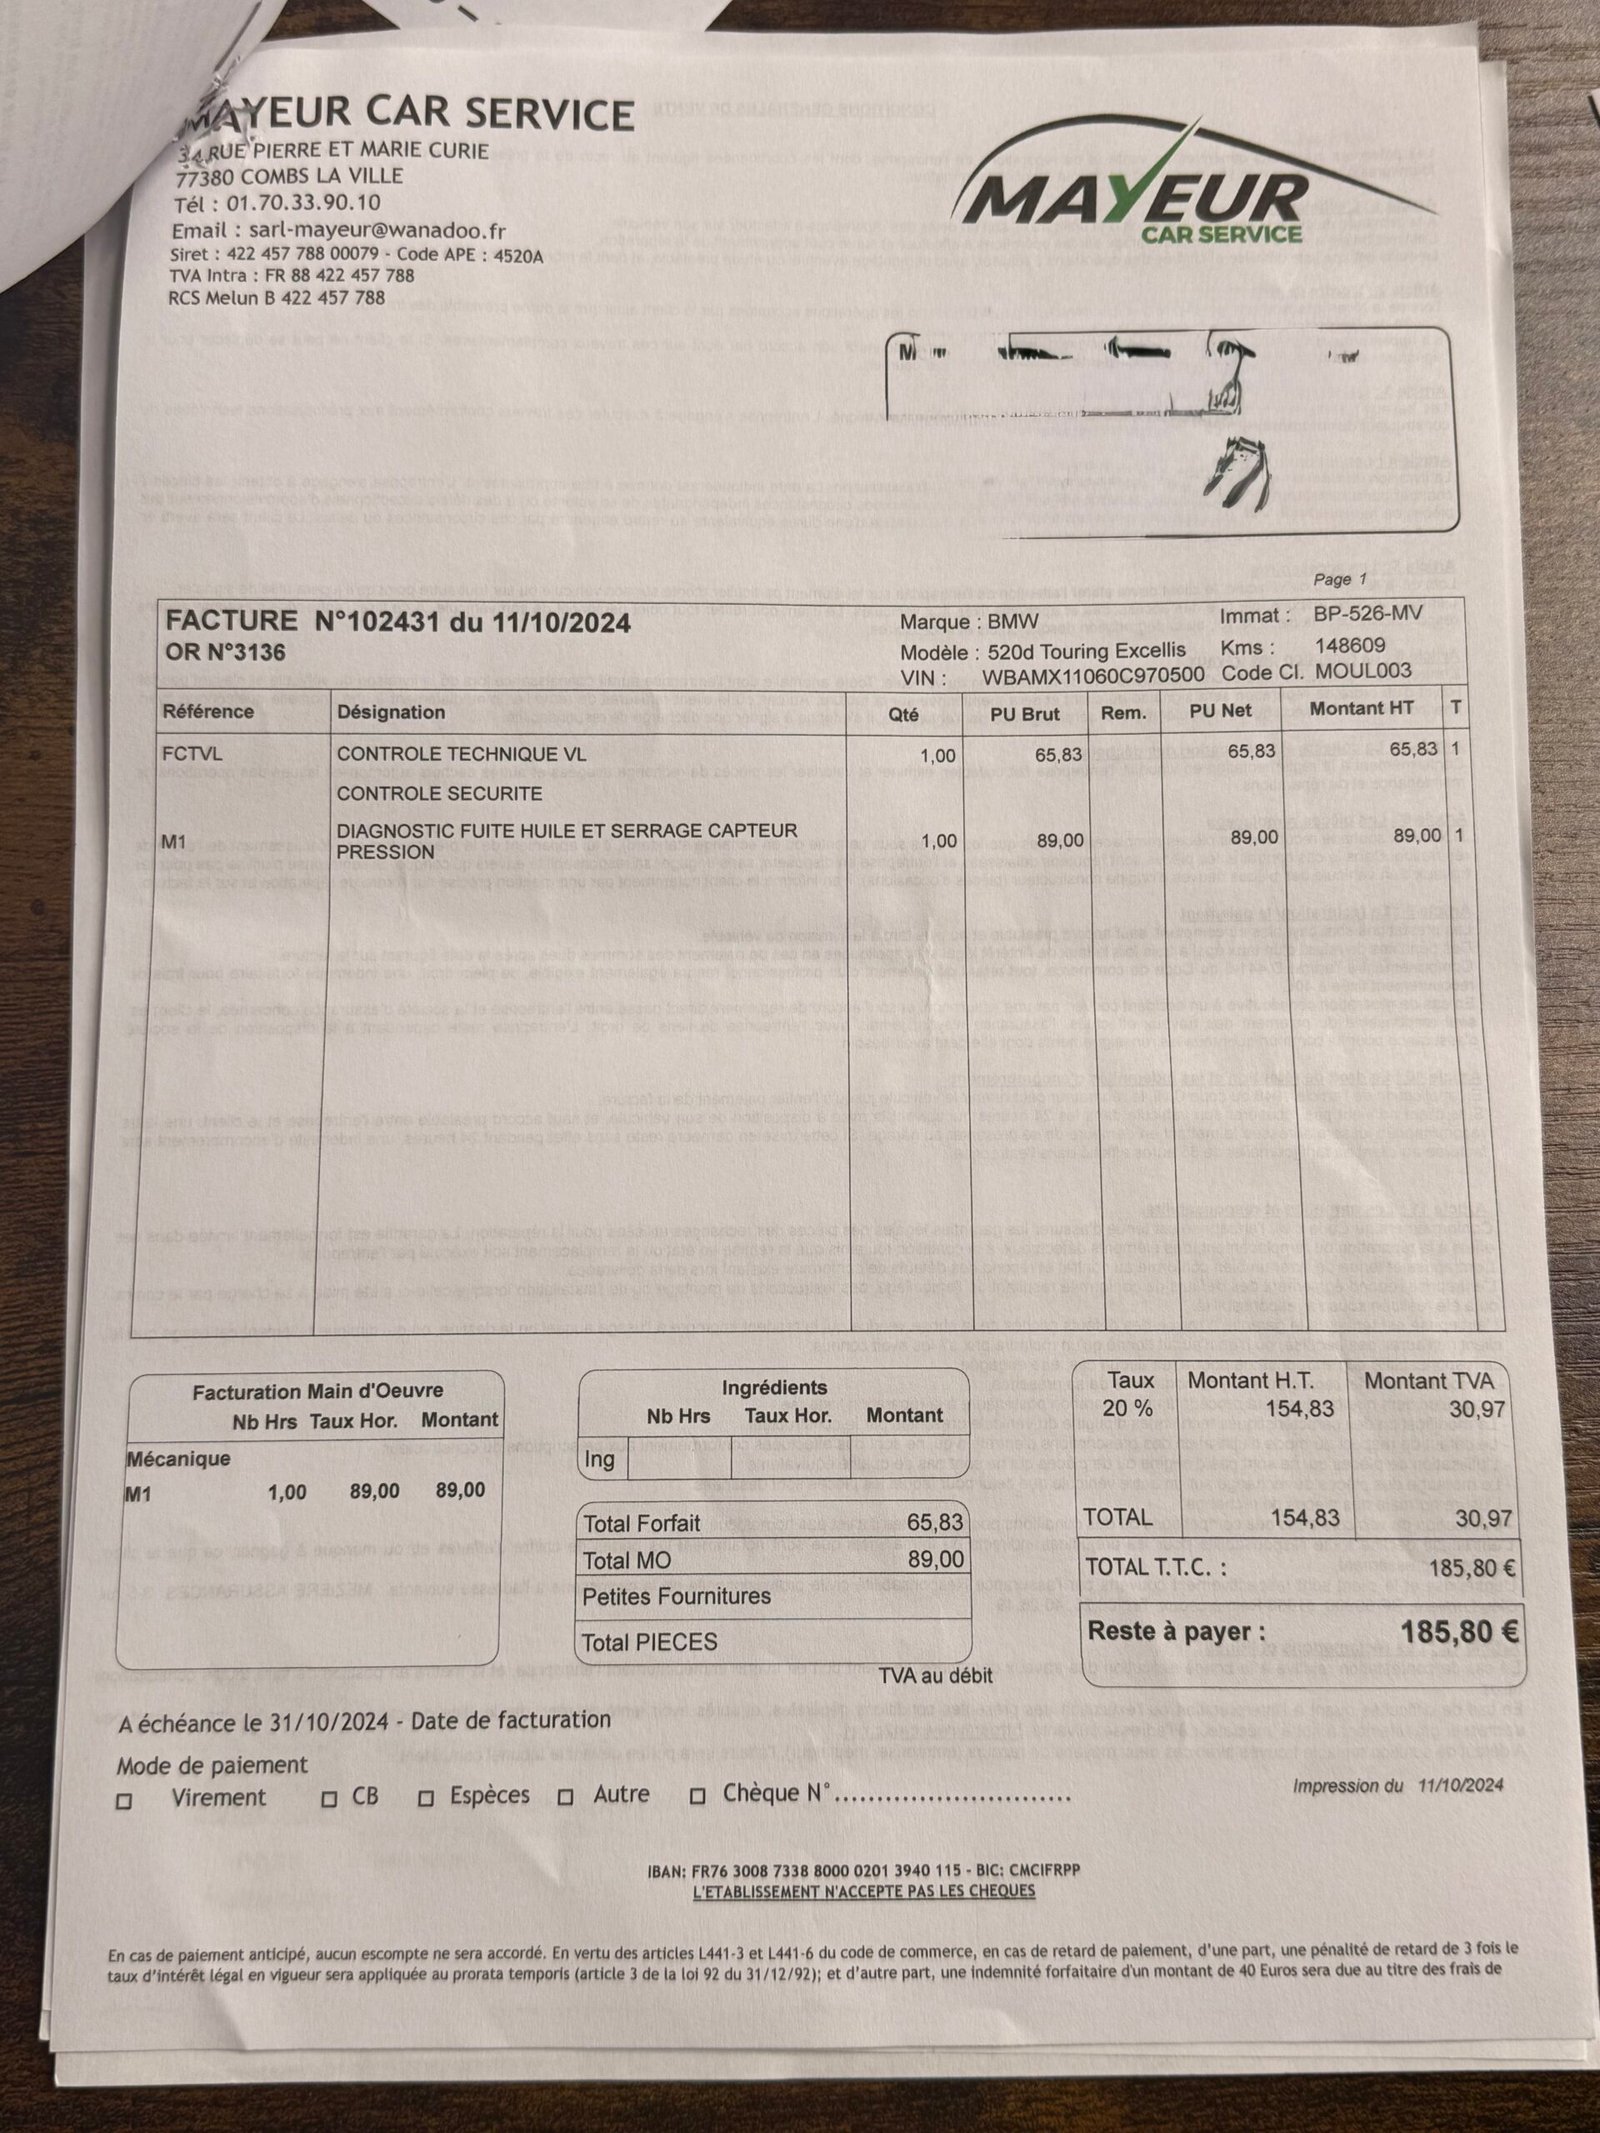 MAYEUR CAR SERVICE
34 RUE PIERRE ET MARIE CURIE
77380 COMBS LA VILLE
Tél : 01.70.33.90.10
Email : sarl-mayeur@wanadoo.fr
Siret : 422 457 788 00079 - Code APE : 4520A
TVA Intra : FR 88 422 457 788
RCS Melun B 422 457 788
MAYEUR
CAR SERVICE
M
Page 1
FACTURE N°102431 du 11/10/2024
OR N°3136
Marque : BMW Immat : BP-526-MV
Modèle : 520d Touring Excellis Kms : 148609
VIN : WBAMX11060C970500 Code Cl. MOUL003
Référence Désignation Qté PU Brut Rem. PU Net Montant HT T
FCTVL CONTROLE TECHNIQUE VL 1,00 65,83 65,83 65,83 1
CONTROLE SECURITE
M1 DIAGNOSTIC FUITE HUILE ET SERRAGE CAPTEUR 1,00 89,00 89,00 89,00 1
PRESSION
Facturation Main d'Oeuvre
Nb Hrs Taux Hor. Montant
Mécanique
M1 1,00 89,00 89,00
Ingrédients
Nb Hrs Taux Hor. Montant
Ing
Total Forfait 65,83
Total MO 89,00
Petites Fournitures
Total PIECES
TVA au débit
Taux Montant H.T. Montant TVA
20 % 154,83 30,97
TOTAL 154,83 30,97
TOTAL T.T.C. : 185,80 €
Reste à payer : 185,80 €
A échéance le 31/10/2024 - Date de facturation
Mode de paiement
Virement CB Espèces Autre Chèque N°............................
Impression du 11/10/2024
IBAN: FR76 3008 7338 8000 0201 3940 115 - BIC: CMCIFRPP
L'ETABLISSEMENT N'ACCEPTE PAS LES CHEQUES
En cas de paiement anticipé, aucun escompte ne sera accordé. En vertu des articles L441-3 et L441-6 du code de commerce, en cas de retard de paiement, d'une part, une pénalité de retard de 3 fois le
taux d'intérêt légal en vigueur sera appliquée au prorata temporis (article 3 de la loi 92 du 31/12/92); et d'autre part, une indemnité forfaitaire d'un montant de 40 Euros sera due au titre des frais de